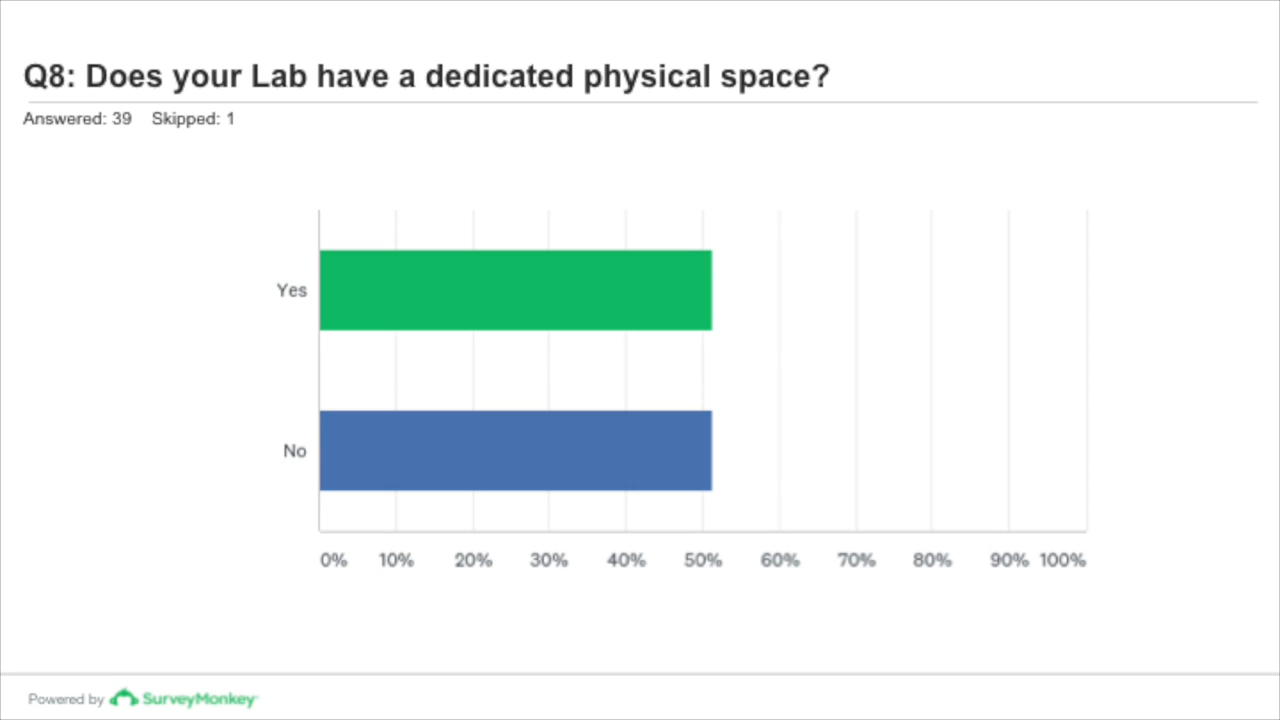 Q8: Does your Lab have a dedicated physical space?
Answered: 39 Skipped: 1
Yes
No
0% 10% 20% 30% 40% 50% 60% 70% 80% 90% 100%
Powered by SurveyMonkey